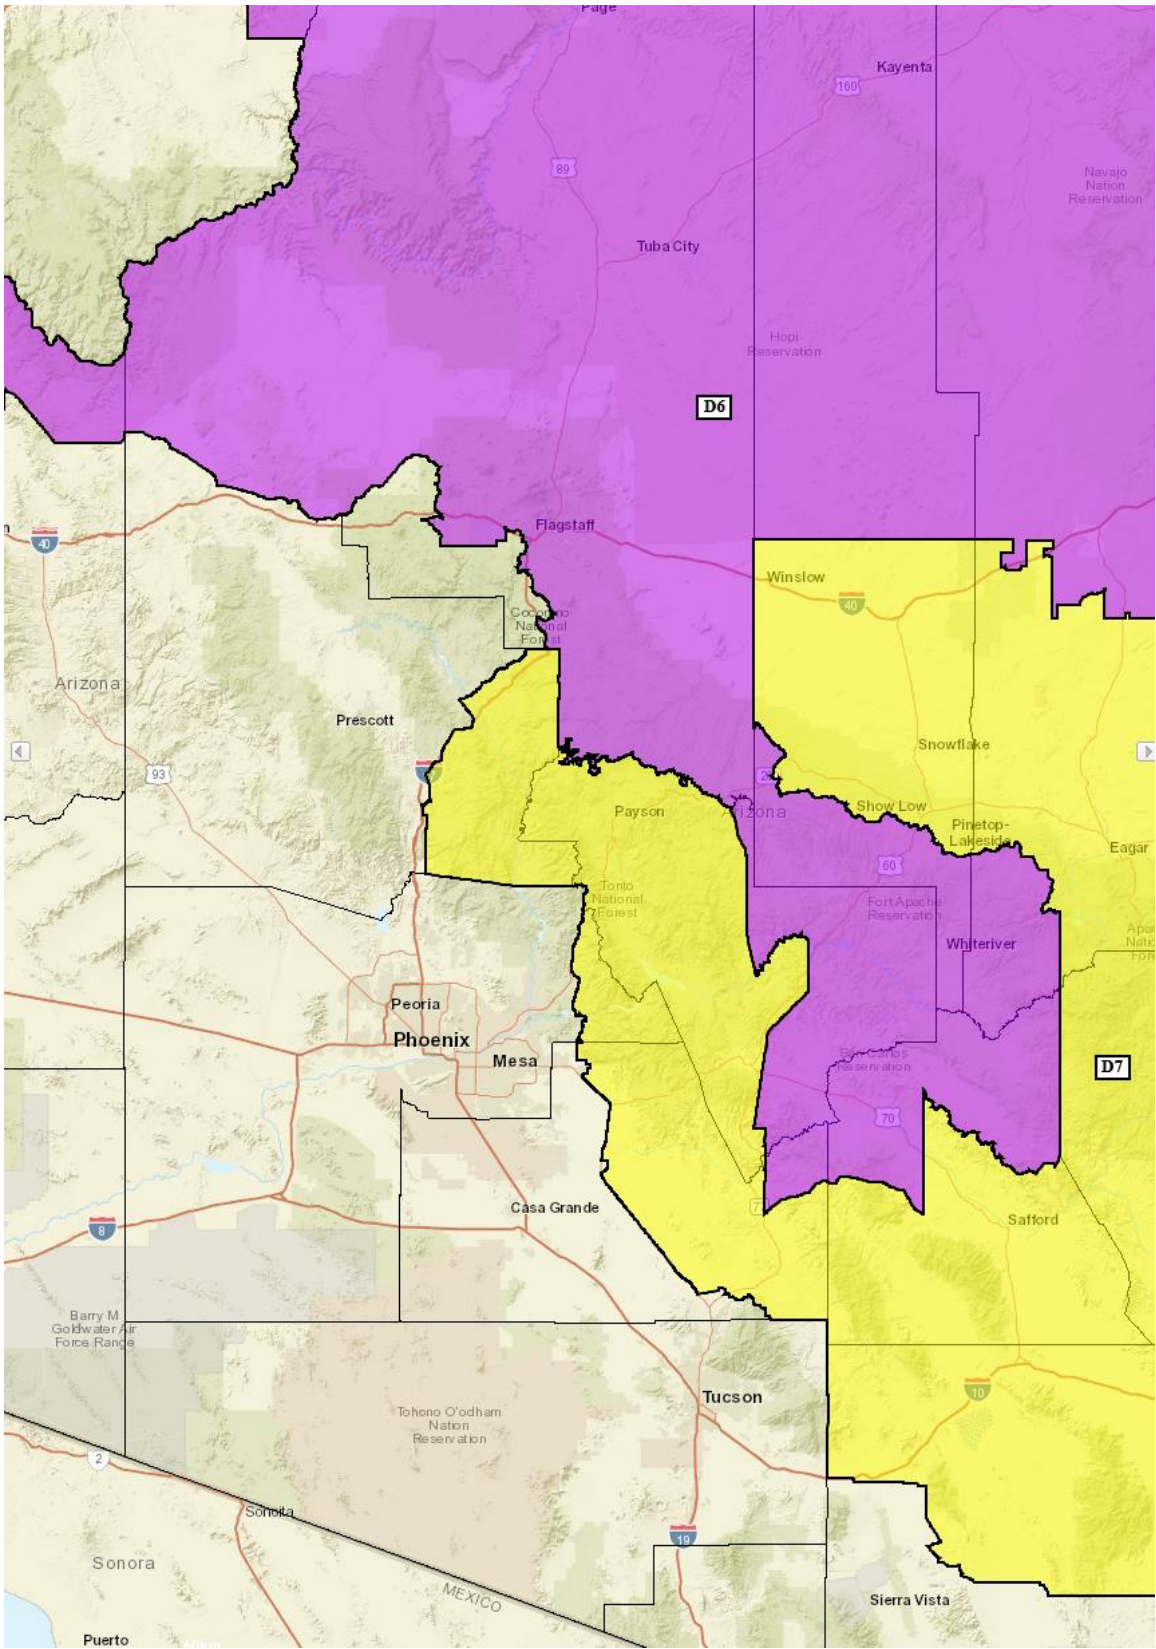 Page
Kayenta
160
89
Navajo
Nation
Reservation
Tuba City
Hopi
Reservation
D6
Flagstaff
40
Winslow
40
Coconino
National
Forest
Arizona
Prescott
Snowflake
93
Payson
Arizona
Show Low
Pinetop-
Lakeside
Eagar
60
Tonto
National
Forest
Fort Apache
Reservation
Whiteriver
Peoria
Phoenix
Mesa
San Carlos
Reservation
D7
70
Casa Grande
Safford
8
Barry M
Goldwater Air
Force Range
10
Tucson
Tohono O'odham
Nation
Reservation
2
Sonoita
19
Sonora
MEXICO
Sierra Vista
Puerto